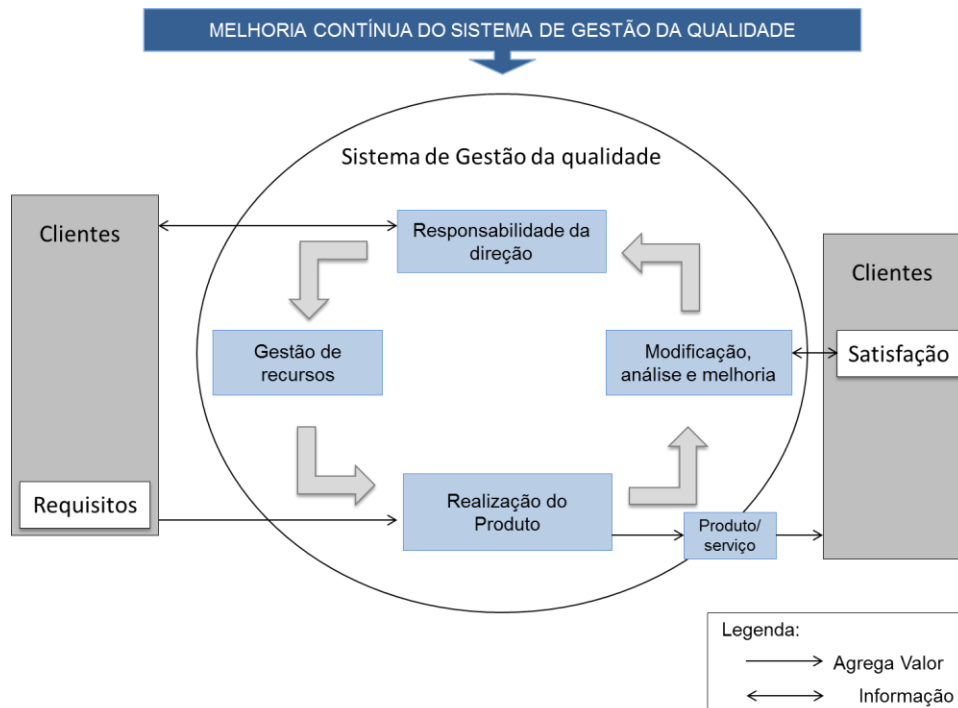 MELHORIA CONTÍNUA DO SISTEMA DE GESTÃO DA QUALIDADE
Sistema de Gestão da qualidade
Clientes
Responsabilidade da
direção
Clientes
Gestão de
recursos
Modificação,
análise e melhoria
Satisfação
Requisitos
Realização do
Produto
Produto/
serviço
Legenda:
Agrega Valor
Informação